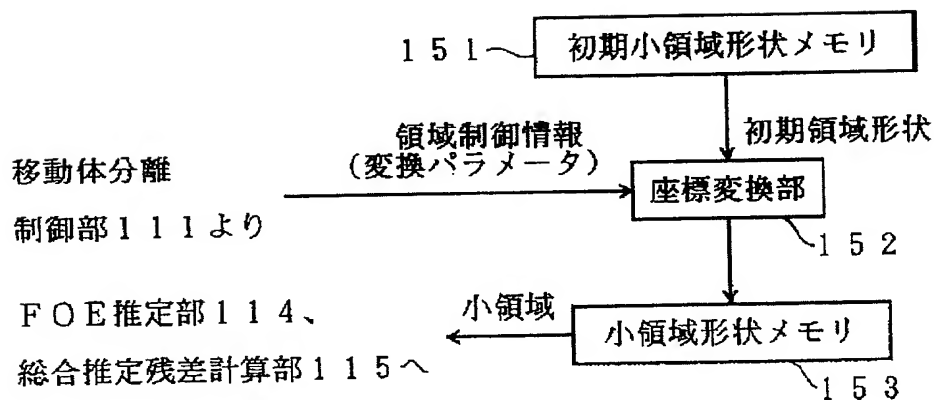 151
初期小領域形状メモリ
初期領域形状
領域制御情報
(変換パラメータ)
移動体分離
制御部111より
座標変換部
152
FOE推定部114、
総合推定残差計算部115へ
小領域
小領域形状メモリ
153